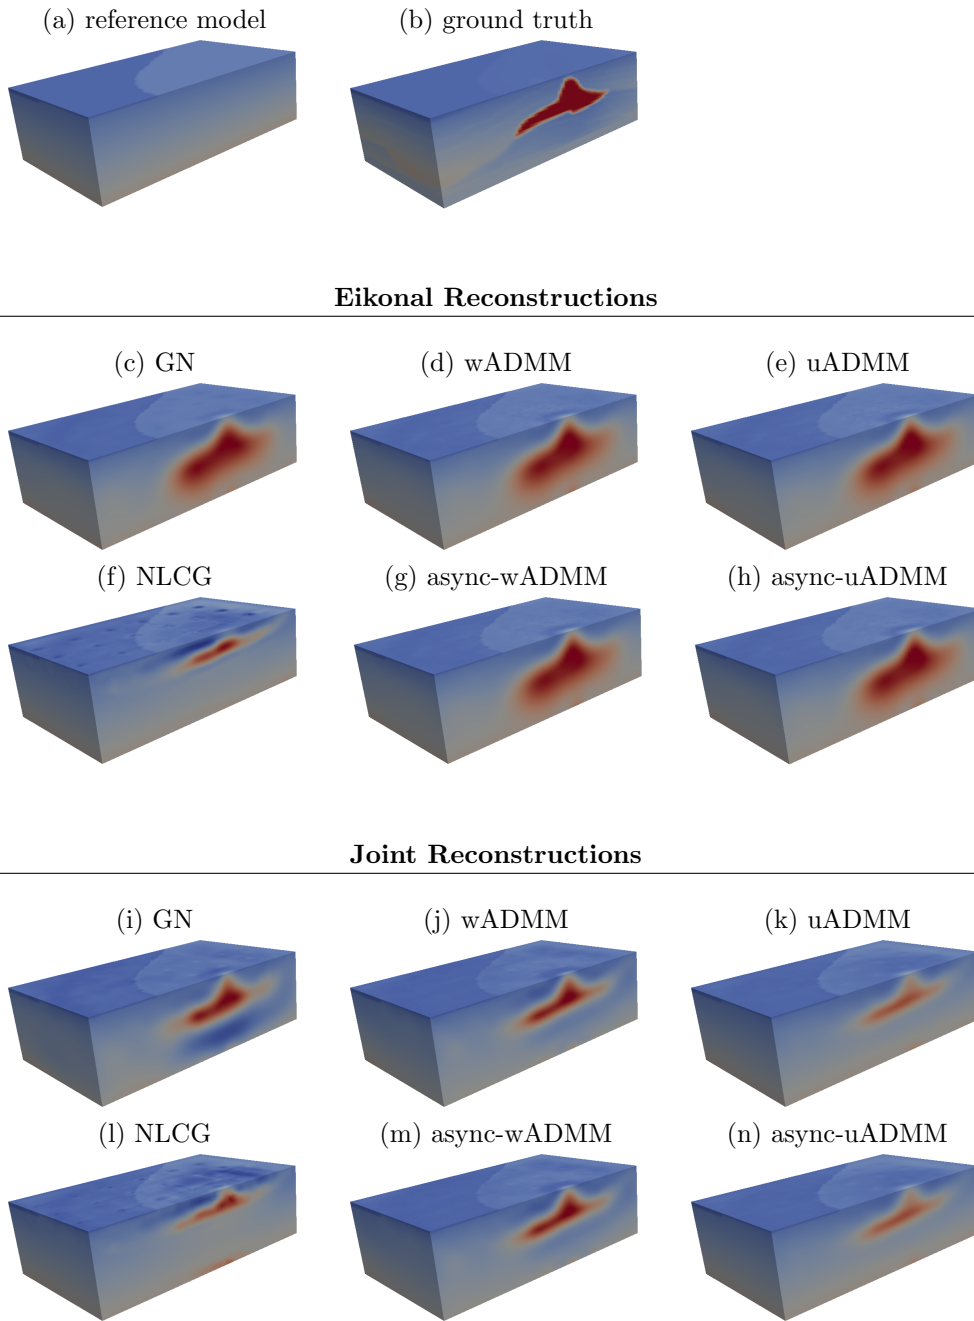 (a) reference model (b) ground truth
Eikonal Reconstructions
(c) GN (d) wADMM (e) uADMM
(f) NLCG (g) async-wADMM (h) async-uADMM
Joint Reconstructions
(i) GN (j) wADMM (k) uADMM
(l) NLCG (m) async-wADMM (n) async-uADMM